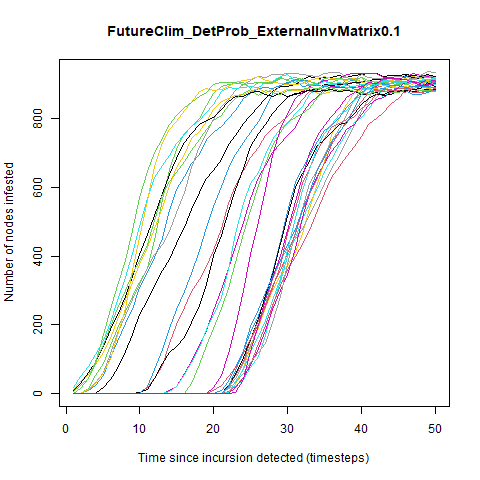 FutureClim_DetProb_ExternalInvMatrix0.1
Number of nodes infested
800
600
400
200
0
0 10 20 30 40 50
Time since incursion detected (timesteps)